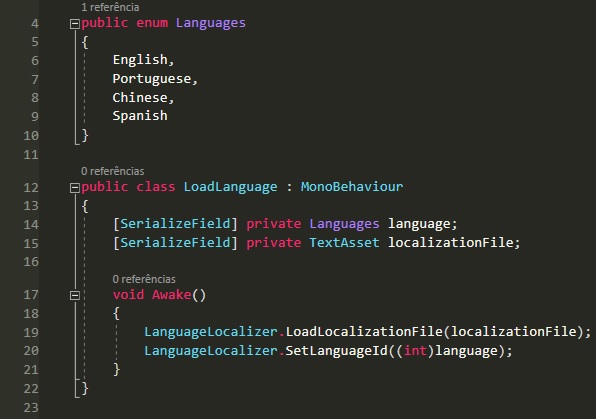 1 referência
4 public enum Languages
5 {
6 English,
7 Portuguese,
8 Chinese,
9 Spanish
10 }
11
0 referências
12 public class LoadLanguage : MonoBehaviour
13 {
14 [SerializeField] private Languages language;
15 [SerializeField] private TextAsset localizationFile;
16
0 referências
17 void Awake()
18 {
19 LanguageLocalizer.LoadLocalizationFile(localizationFile);
20 LanguageLocalizer.SetLanguageId((int)language);
21 }
22 }
23